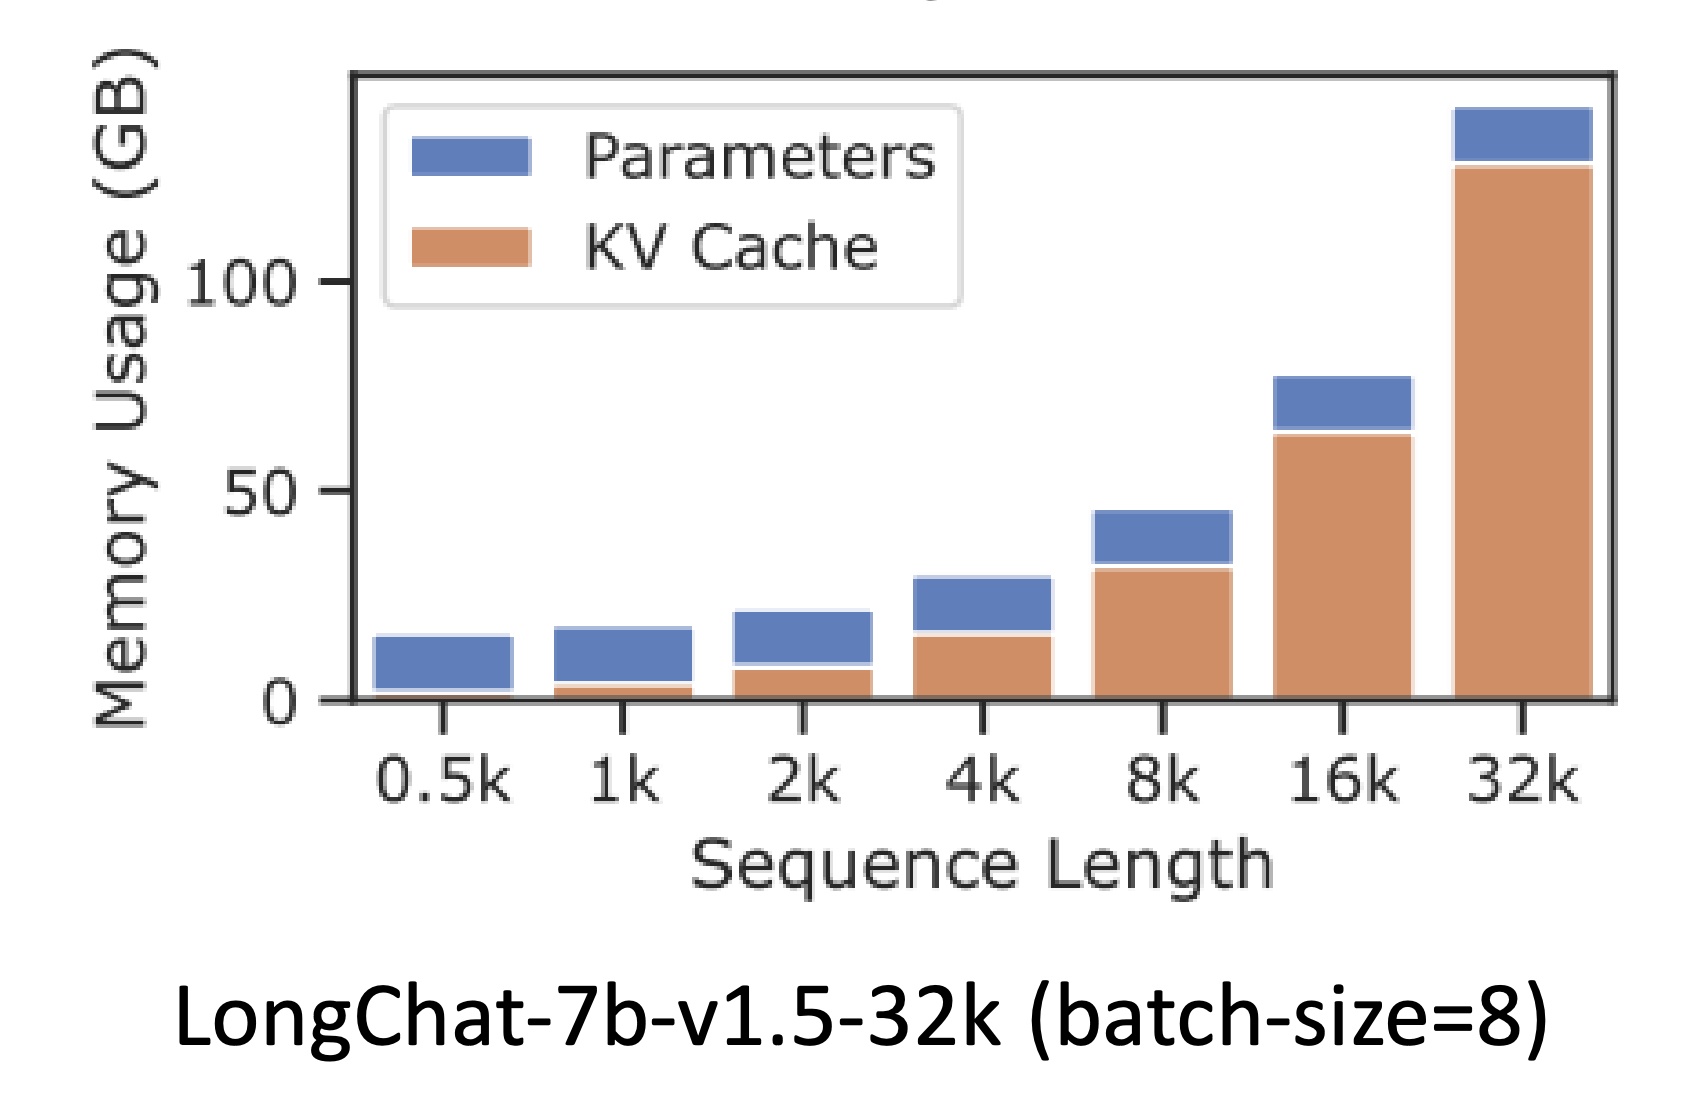 Memory Usage (GB)
Parameters
KV Cache
100
50
0
0.5k 1k 2k 4k 8k 16k 32k
Sequence Length
LongChat-7b-v1.5-32k (batch-size=8)